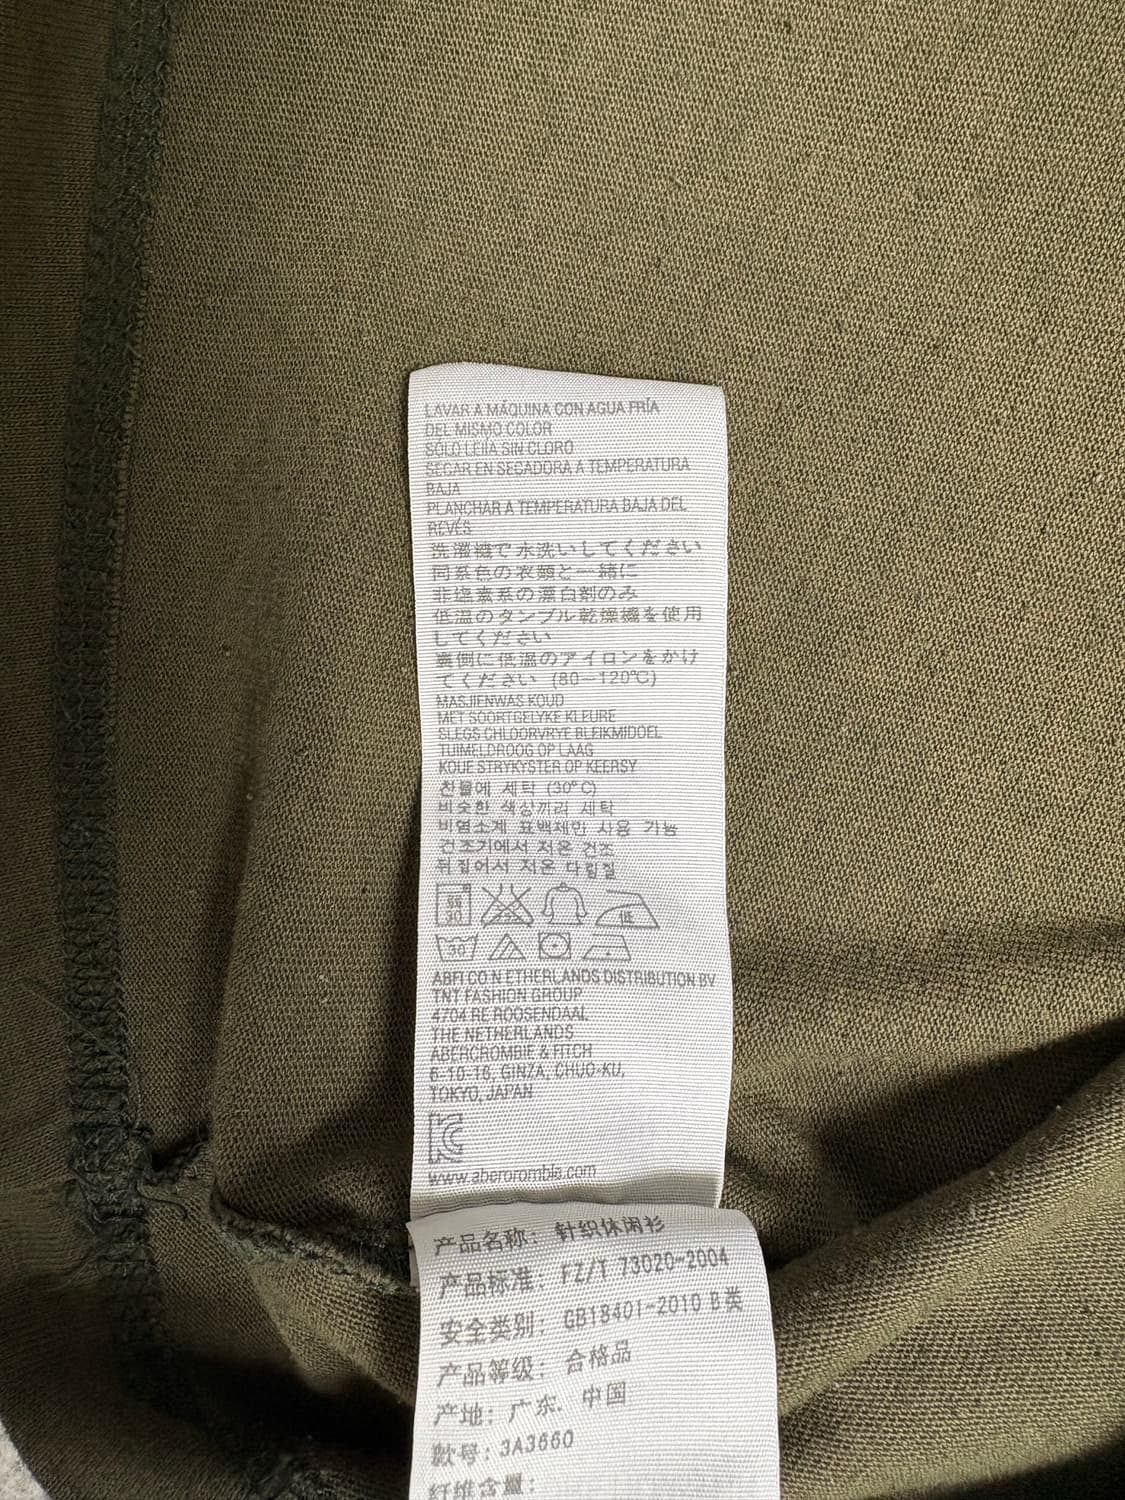 LAVAR A MÁQUINA CON AGUA FRÍA
DEL MISMO COLOR
SÓLO LEJÍA SIN CLORO
SECAR EN SECADORA A TEMPERATURA
BAJA
PLANCHAR A TEMPERATURA BAJA DEL
REVÉS
洗濯機で水洗いしてください
同系色の衣類と一緒に
非塩素系の漂白剤のみ
低温のタンブル乾燥機を使用
してください
裏側に低温のアイロンをかけ
てください (80-120℃)
MASJIENWAS KOUD
MET SOORTGELYKE KLEURE
SLEGS CHLOORVRYE BLEIKMIDDEL
TUIMELDROOG OP LAAG
KOUE STRYKYSTER OP KEERSY
찬물에 세탁 (30°C)
비슷한 색상끼리 세탁
비염소계 표백제만 사용 가능
건조기에서 저온 건조
뒤집어서 저온 다림질
30 低
30
ABFI CO N ETHERLANDS DISTRIBUTION BV
TNT FASHION GROUP
4704 RE ROOSENDAAL
THE NETHERLANDS
ABERCROMBIE & FITCH
6-10-16, GINZA, CHUO-KU,
TOKYO, JAPAN
www.abercrombie.com
产品名称: 针织休闲衫
产品标准: FZ/T 73020-2004
安全类别: GB18401-2010 B类
产品等级: 合格品
产地: 广东. 中国
款号: 3A3660
纤维含量: